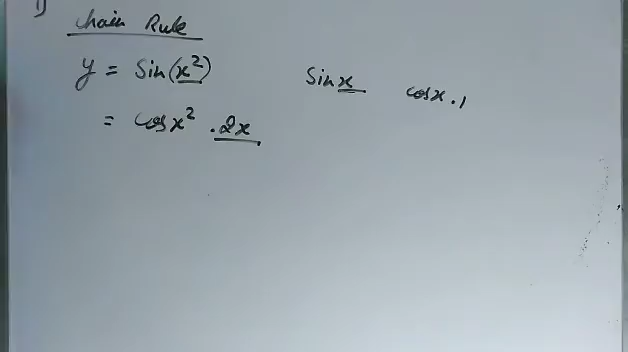 1)
Chain Rule
y = Sin(x²)
= cosx² . 2x
Sinx
cosx . 1